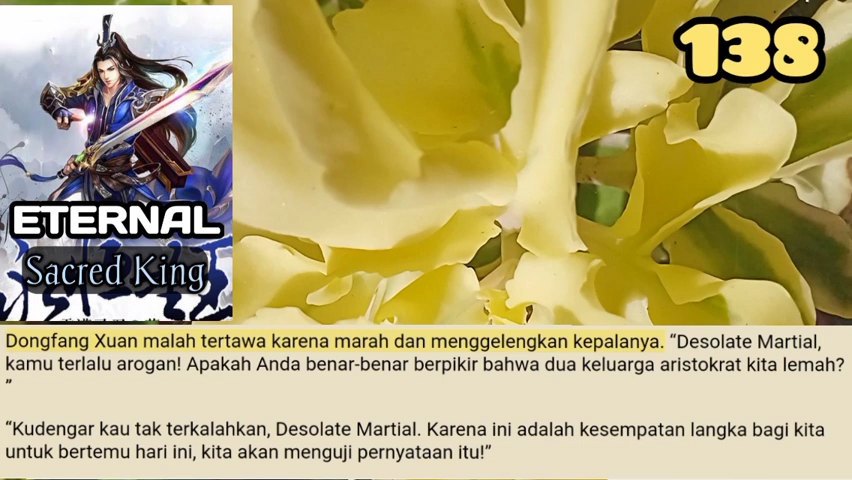 138
ETERNAL
Sacred King
Dongfang Xuan malah tertawa karena marah dan menggelengkan kepalanya. “Desolate Martial,
kamu terlalu arogan! Apakah Anda benar-benar berpikir bahwa dua keluarga aristokrat kita lemah?
”
“Kudengar kau tak terkalahkan, Desolate Martial. Karena ini adalah kesempatan langka bagi kita
untuk bertemu hari ini, kita akan menguji pernyataan itu!”